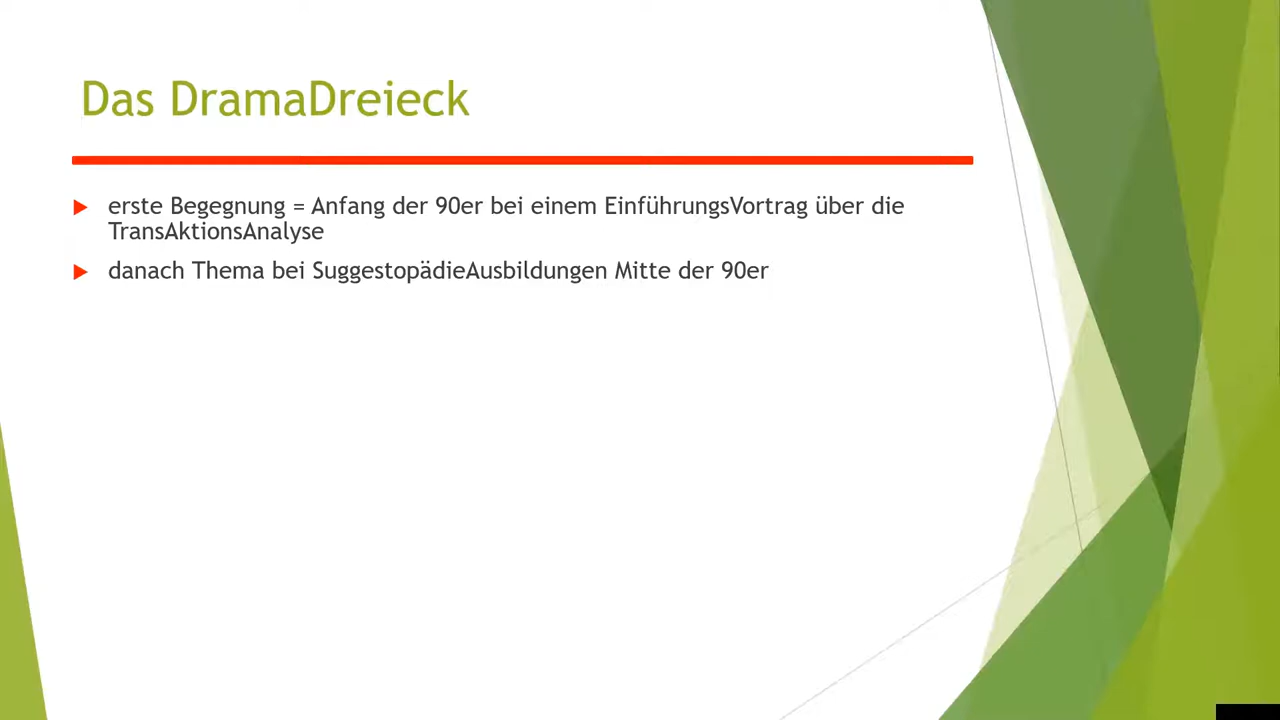 Das DramaDreieck
erste Begegnung = Anfang der 90er bei einem EinführungsVortrag über die
TransAktionsAnalyse
danach Thema bei SuggestopädieAusbildungen Mitte der 90er